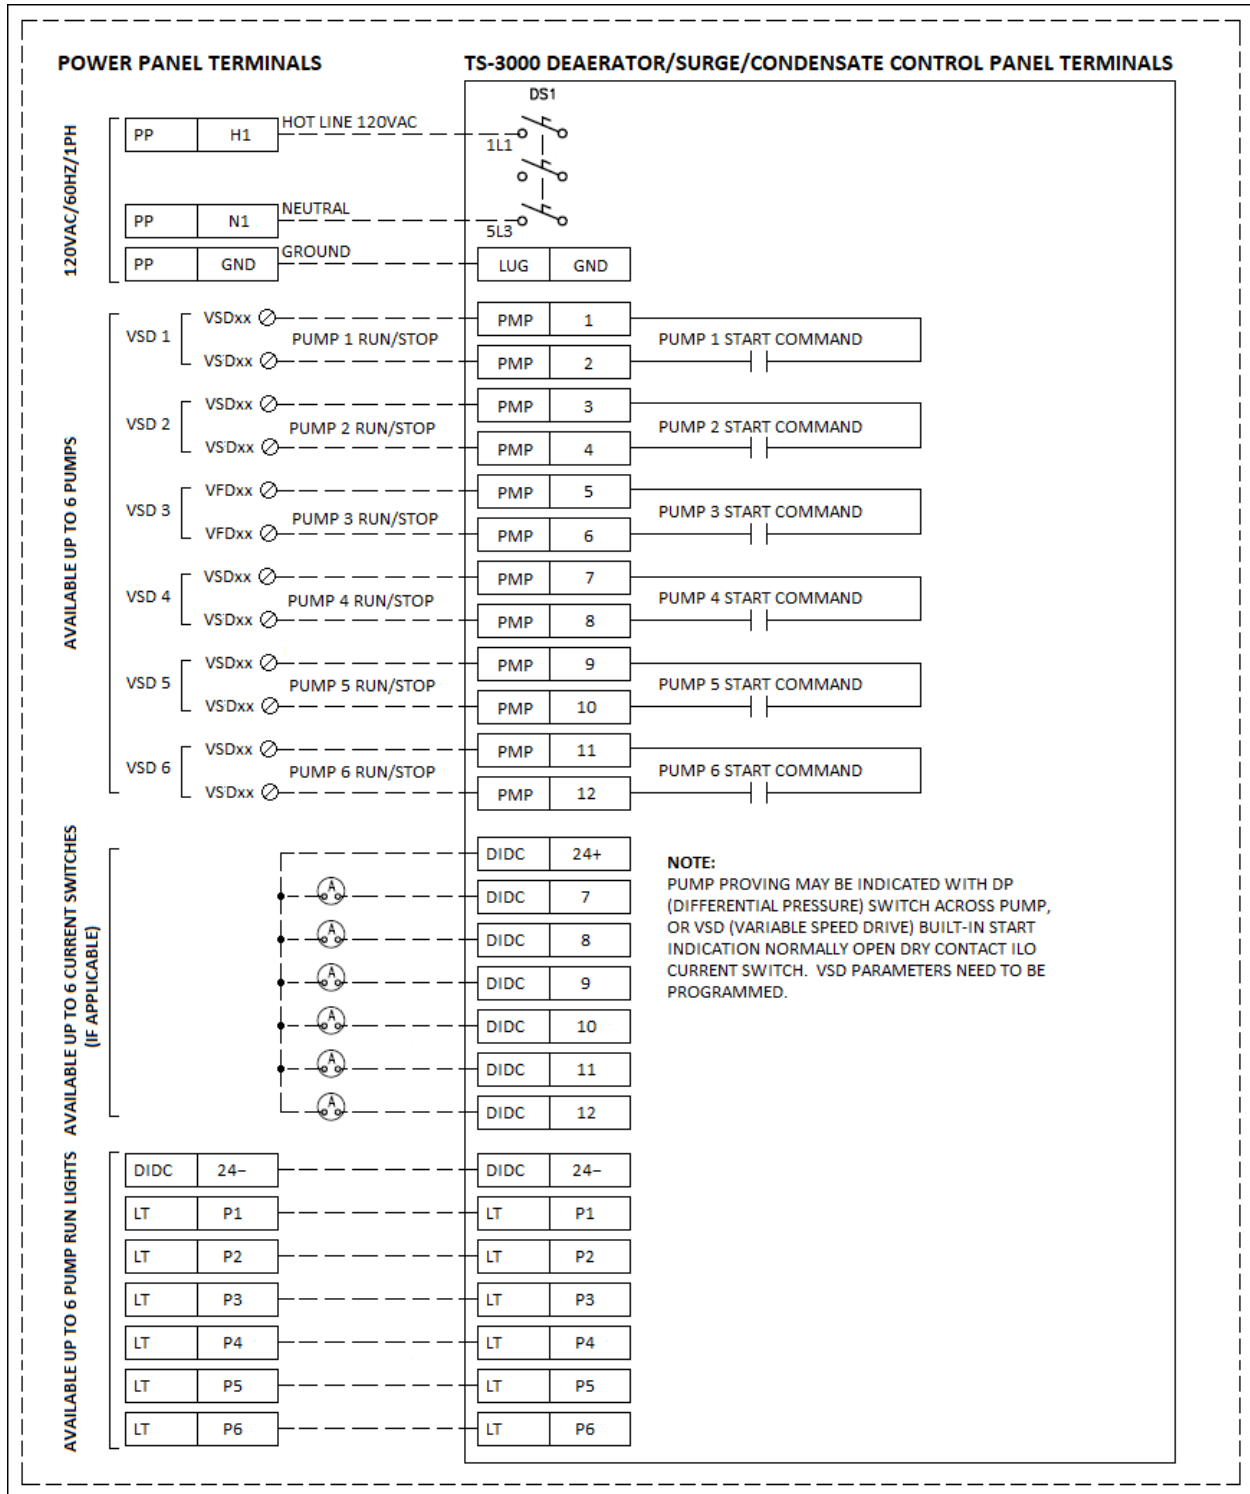 POWER PANEL TERMINALS
TS-3000 DEAERATOR/SURGE/CONDENSATE CONTROL PANEL TERMINALS
120VAC/60HZ/1PH
DS1
PP H1 HOT LINE 120VAC 1L1
PP N1 NEUTRAL 5L3
PP GND GROUND LUG GND
AVAILABLE UP TO 6 PUMPS
VSD 1
VSDxx PMP 1
PUMP 1 RUN/STOP PUMP 1 START COMMAND
VSDxx PMP 2
VSD 2
VSDxx PMP 3
PUMP 2 RUN/STOP PUMP 2 START COMMAND
VSDxx PMP 4
VSD 3
VFDxx PMP 5
PUMP 3 RUN/STOP PUMP 3 START COMMAND
VFDxx PMP 6
VSD 4
VSDxx PMP 7
PUMP 4 RUN/STOP PUMP 4 START COMMAND
VSDxx PMP 8
VSD 5
VSDxx PMP 9
PUMP 5 RUN/STOP PUMP 5 START COMMAND
VSDxx PMP 10
VSD 6
VSDxx PMP 11
PUMP 6 RUN/STOP PUMP 6 START COMMAND
VSDxx PMP 12
AVAILABLE UP TO 6 CURRENT SWITCHES
(IF APPLICABLE)
DIDC 24+
A DIDC 7
A DIDC 8
A DIDC 9
A DIDC 10
A DIDC 11
A DIDC 12
NOTE:
PUMP PROVING MAY BE INDICATED WITH DP
(DIFFERENTIAL PRESSURE) SWITCH ACROSS PUMP,
OR VSD (VARIABLE SPEED DRIVE) BUILT-IN START
INDICATION NORMALLY OPEN DRY CONTACT ILO
CURRENT SWITCH. VSD PARAMETERS NEED TO BE
PROGRAMMED.
AVAILABLE UP TO 6 PUMP RUN LIGHTS
DIDC 24– DIDC 24–
LT P1 LT P1
LT P2 LT P2
LT P3 LT P3
LT P4 LT P4
LT P5 LT P5
LT P6 LT P6